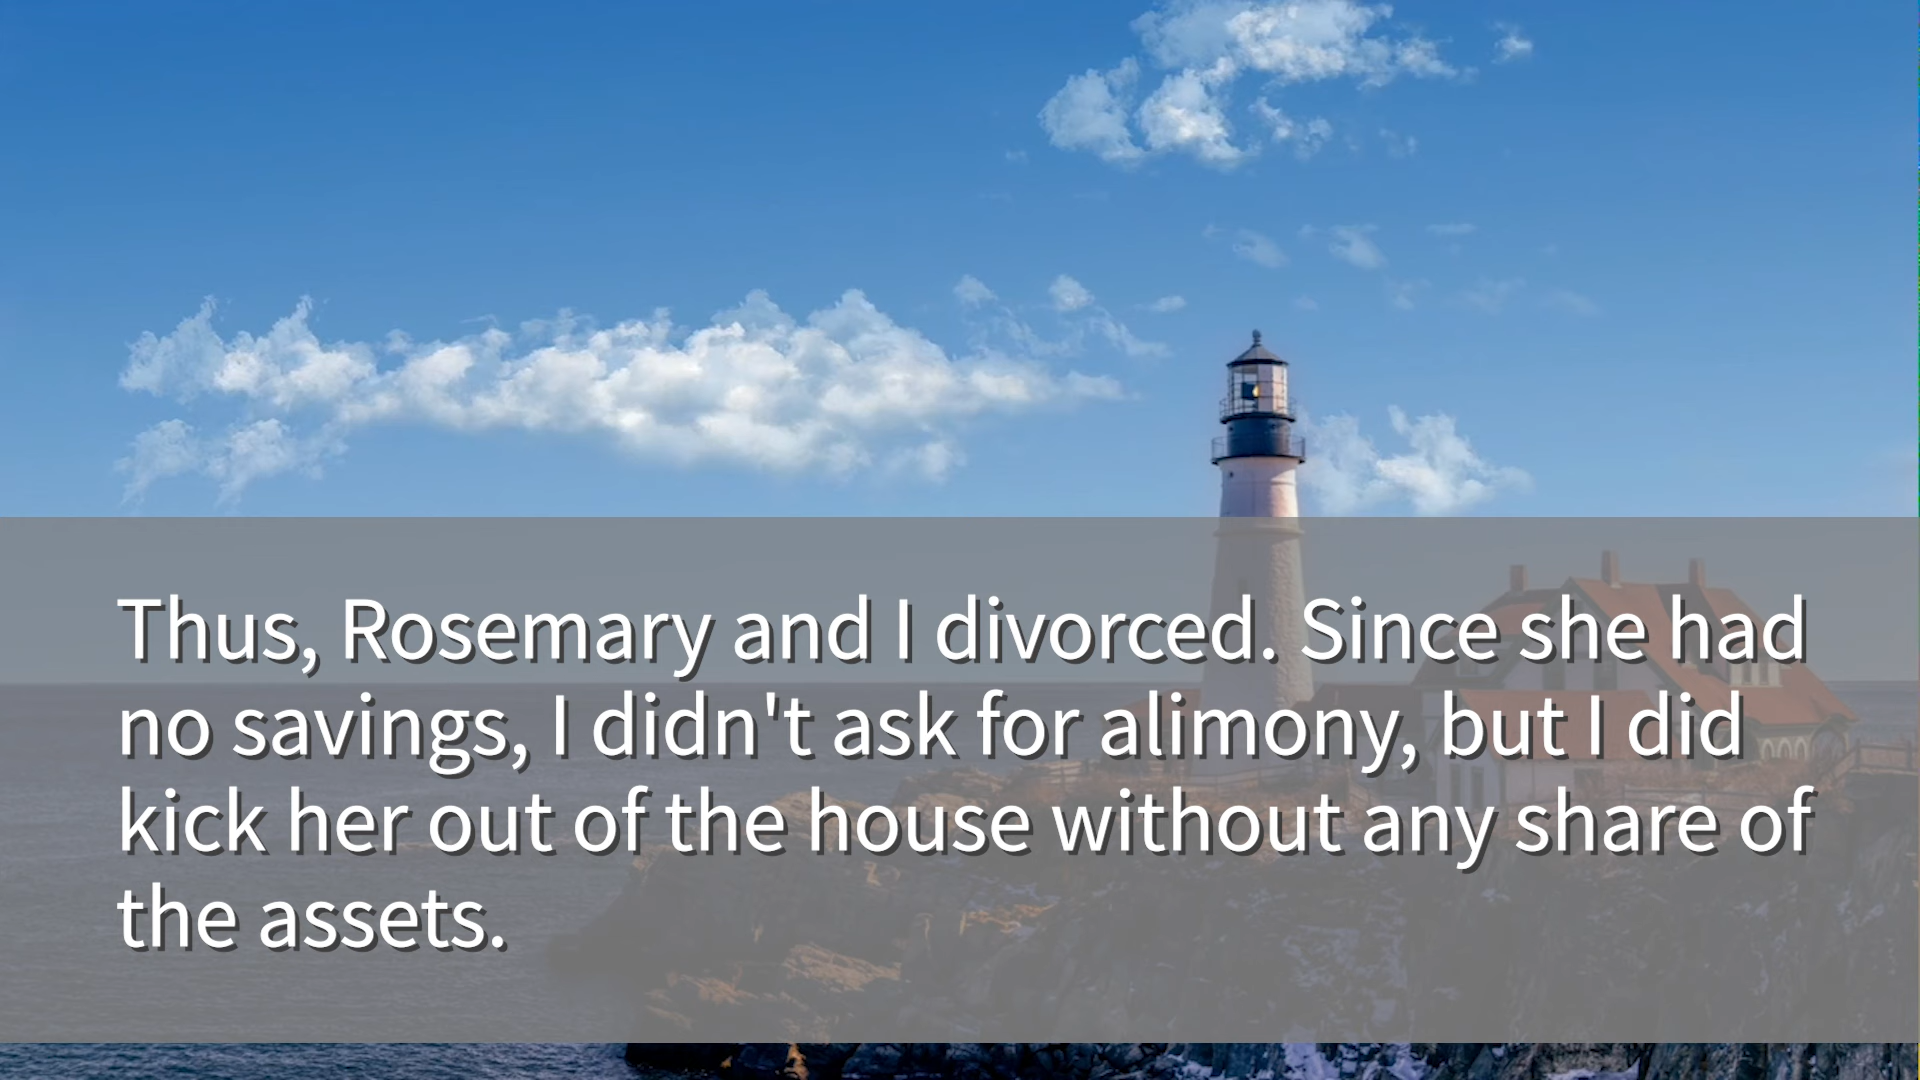 Thus, Rosemary and I divorced. Since she had
no savings, I didn't ask for alimony, but I did
kick her out of the house without any share of
the assets.